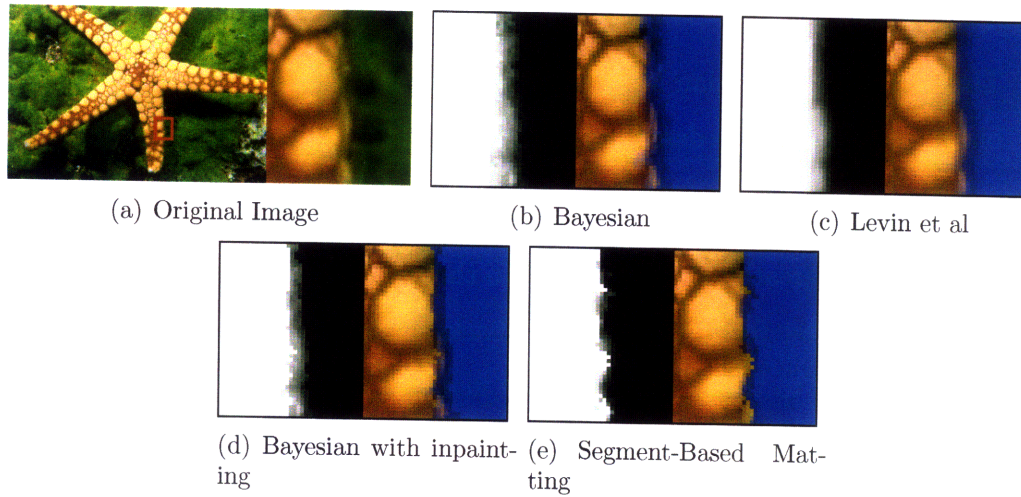 (a) Original Image
(b) Bayesian
(c) Levin et al
(d) Bayesian with inpaint-
ing
(e) Segment-Based Mat-
ting